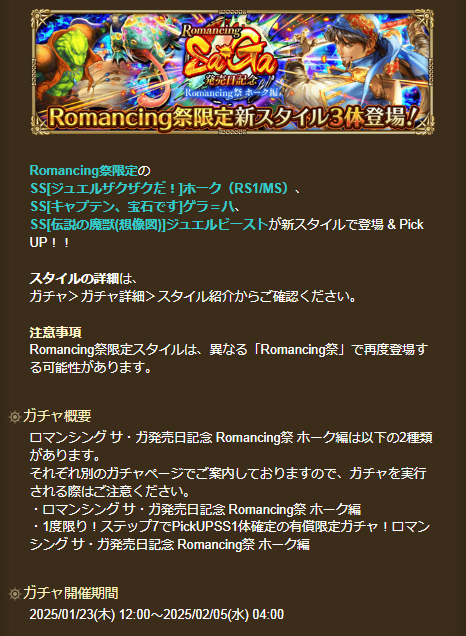 Romancing
SaGa
発売日記念
Romancing祭 ホーク編
Romancing祭限定新スタイル3体登場!
Romancing祭限定の
SS[ジュエルザクザクだ！]ホーク（RS1/MS）、
SS[キャプテン、宝石です]ゲラ＝ハ、
SS[伝説の魔獣(想像図)]ジュエルビーストが新スタイルで登場 & Pick
UP！！
スタイルの詳細は、
ガチャ＞ガチャ詳細＞スタイル紹介からご確認ください。
注意事項
Romancing祭限定スタイルは、異なる「Romancing祭」で再度登場す
る可能性があります。
ガチャ概要
ロマンシング サ・ガ発売日記念 Romancing祭 ホーク編は以下の2種類
があります。
それぞれ別のガチャページでご案内しておりますので、ガチャを実行
される際はご注意ください。
・ロマンシング サ・ガ発売日記念 Romancing祭 ホーク編
・1度限り！ステップ7でPickUPSS1体確定の有償限定ガチャ！ロマン
シング サ・ガ発売日記念 Romancing祭 ホーク編
ガチャ開催期間
2025/01/23(木) 12:00～2025/02/05(水) 04:00